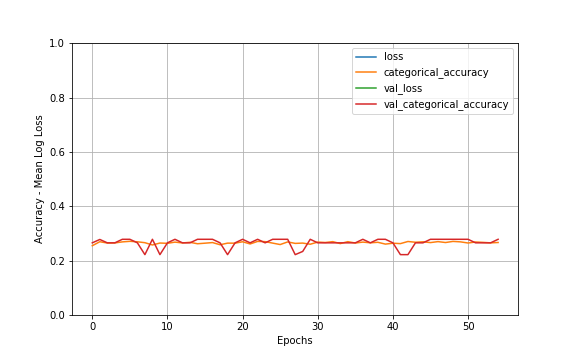 1.0
0.8
0.6
0.4
0.2
0.0
Accuracy - Mean Log Loss
loss
categorical_accuracy
val_loss
val_categorical_accuracy
0 10 20 30 40 50
Epochs